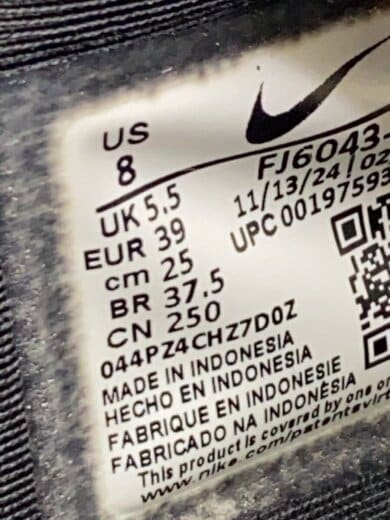 US
8
UK 5.5
EUR 39
cm 25
BR 37.5
CN 250
FJ6043
11/13/24
UPC 00197593
044PZ4CHZ7D0Z
MADE IN INDONESIA
HECHO EN INDONESIA
FABRIQUE EN INDONESIE
FABRICADO NA INDONÉSIA
This product is covered by one or
www.nike.com/patents